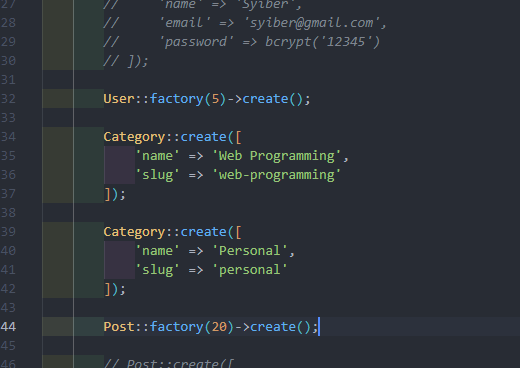 27 // 'name' => 'Syiber',
28 // 'email' => 'syiber@gmail.com',
29 // 'password' => bcrypt('12345')
30 // ]);
31
32 User::factory(5)->create();
33
34 Category::create([
35 'name' => 'Web Programming',
36 'slug' => 'web-programming'
37 ]);
38
39 Category::create([
40 'name' => 'Personal',
41 'slug' => 'personal'
42 ]);
43
44 Post::factory(20)->create();
45
46 // Post::create([